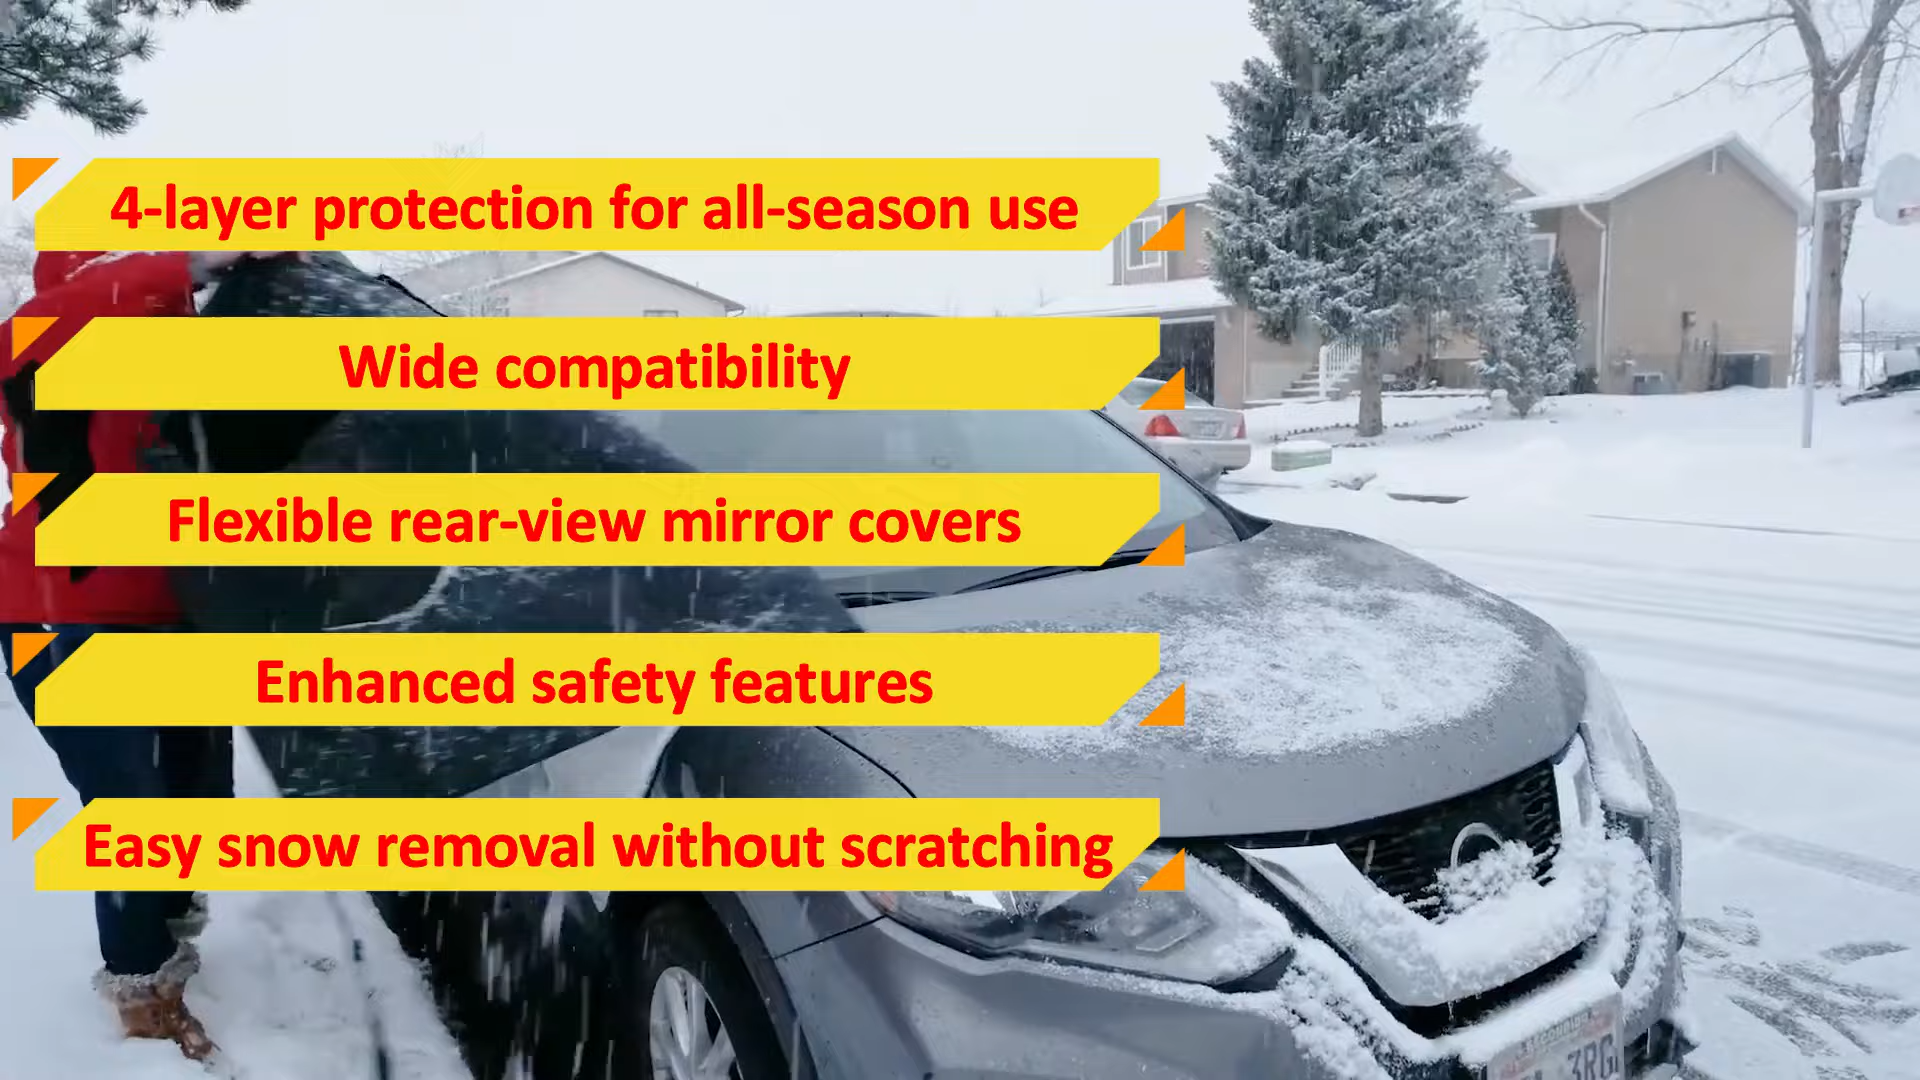 4-layer protection for all-season use
Wide compatibility
Flexible rear-view mirror covers
Enhanced safety features
Easy snow removal without scratching
3RG